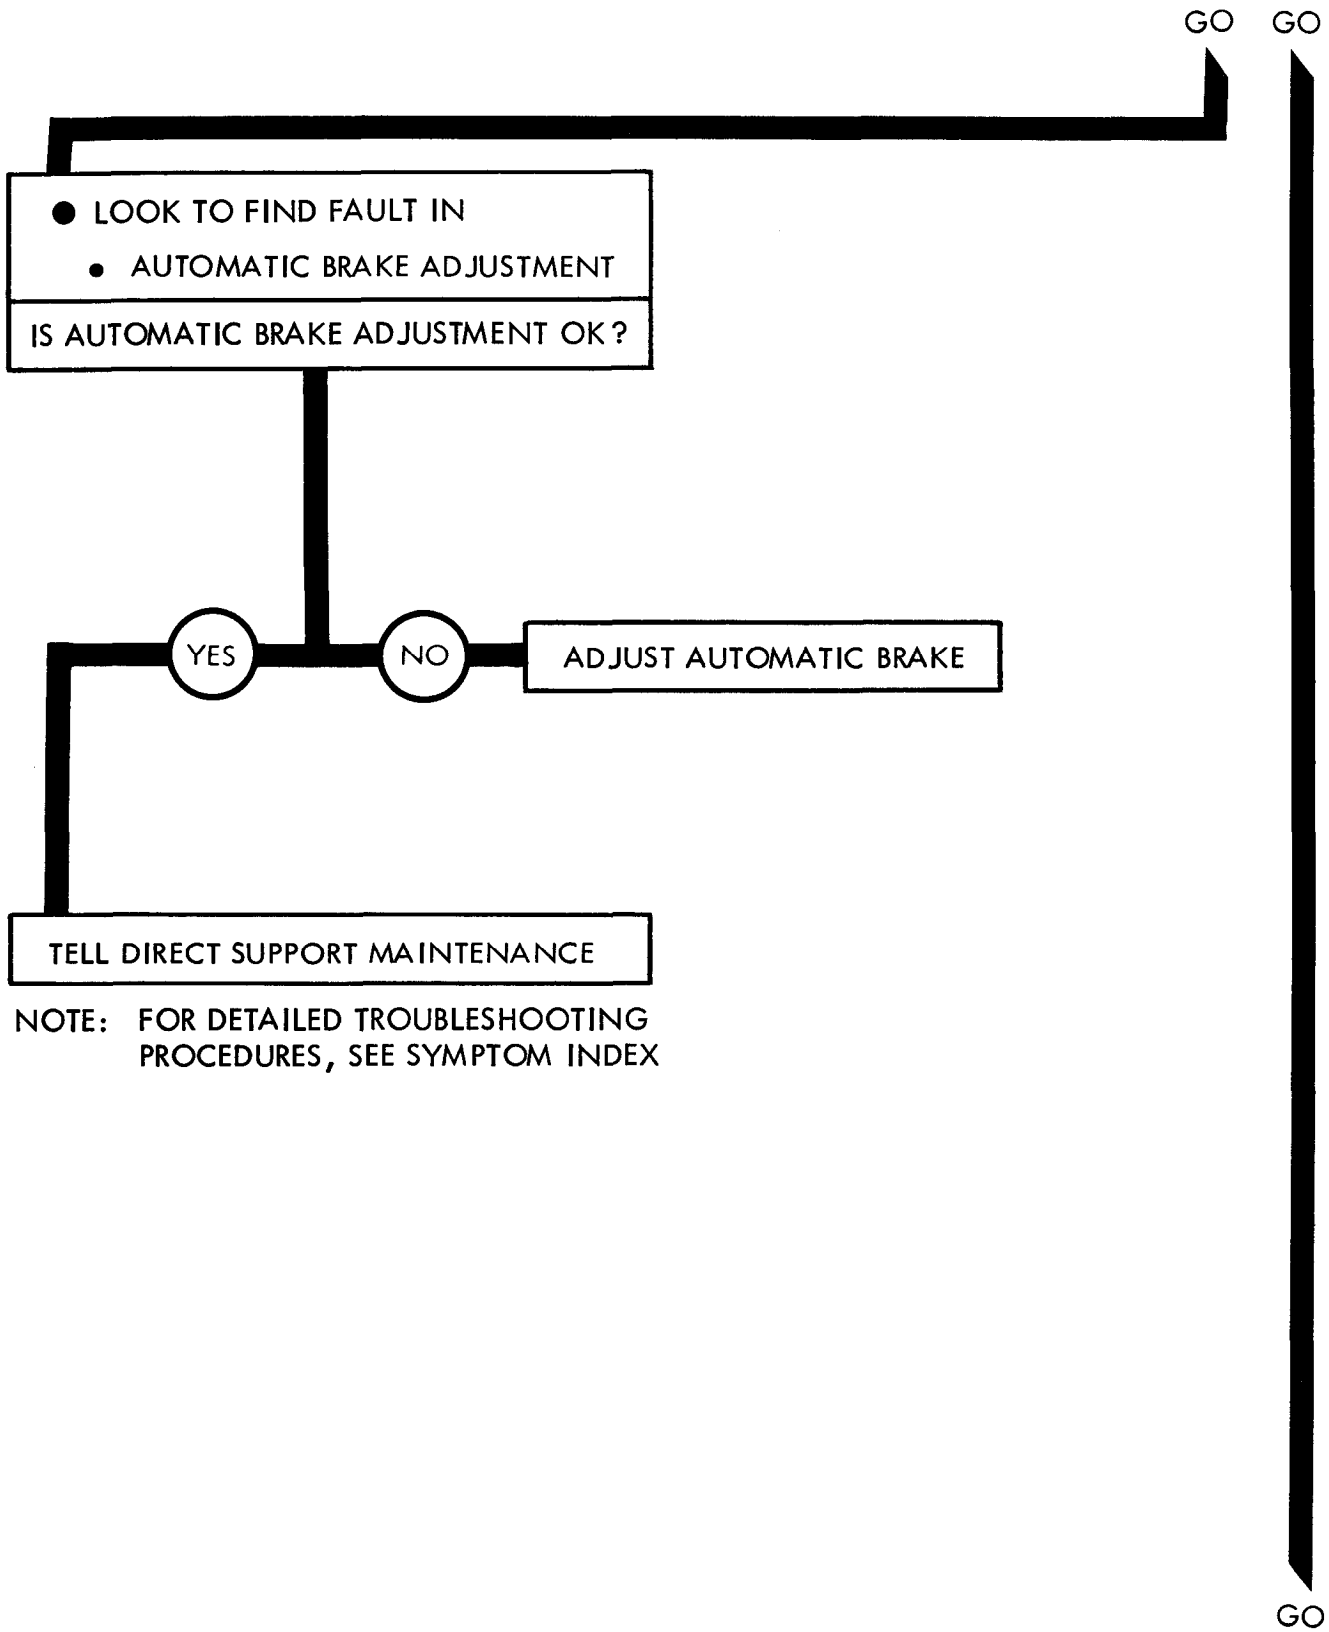 GO GO
● LOOK TO FIND FAULT IN
● AUTOMATIC BRAKE ADJUSTMENT
IS AUTOMATIC BRAKE ADJUSTMENT OK?
YES NO ADJUST AUTOMATIC BRAKE
TELL DIRECT SUPPORT MAINTENANCE
NOTE: FOR DETAILED TROUBLESHOOTING
PROCEDURES, SEE SYMPTOM INDEX
GO